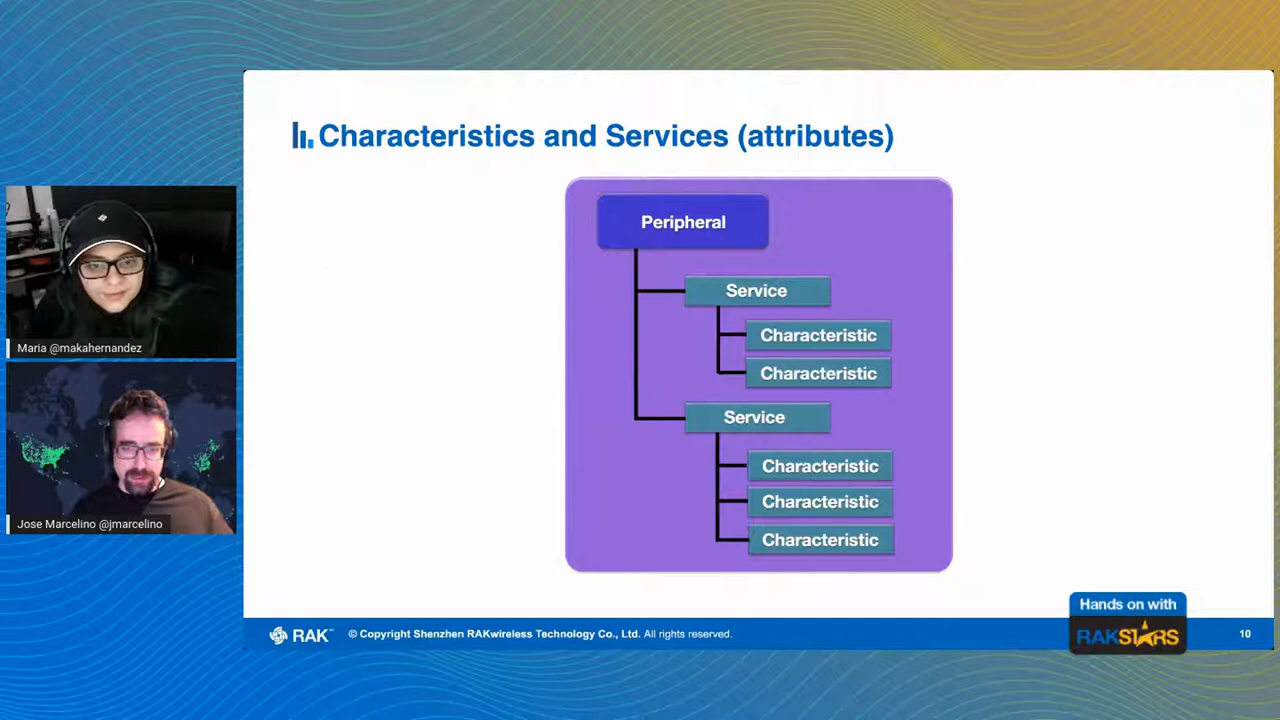 Characteristics and Services (attributes)
Peripheral
Service
Characteristic
Characteristic
Service
Characteristic
Characteristic
Characteristic
Maria @makahernandez
Jose Marcelino @jmarcelino
Hands on with
RAKSTARS
RAK™ © Copyright Shenzhen RAKwireless Technology Co., Ltd. All rights reserved. 10